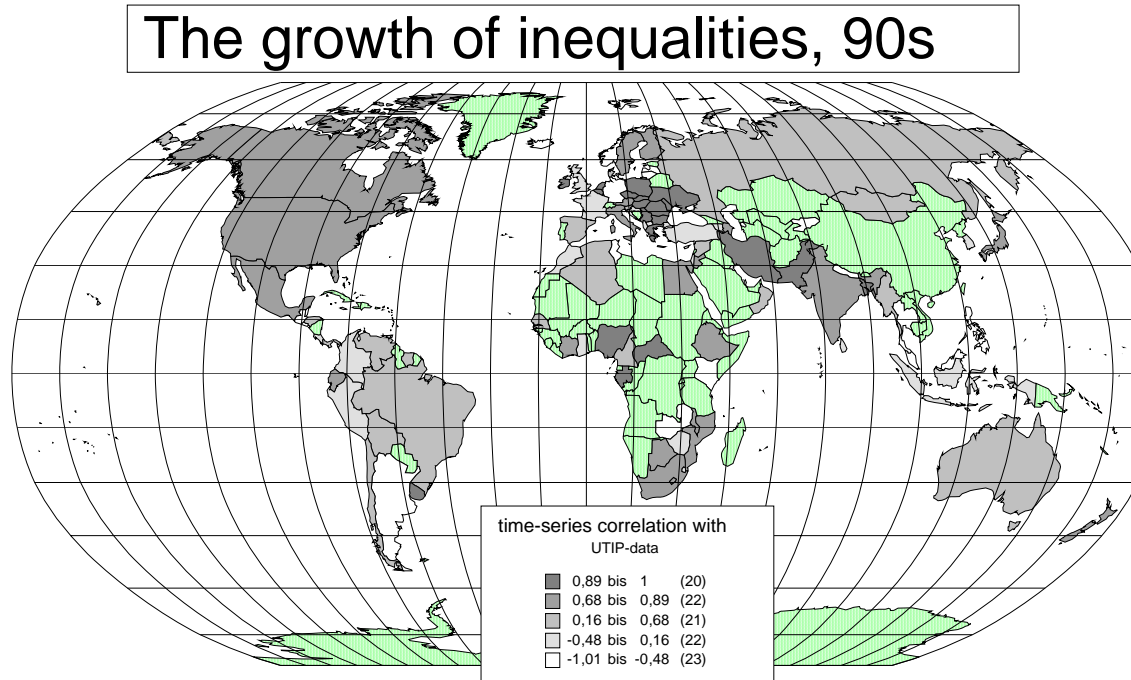 The growth of inequalities, 90s
time-series correlation with
UTIP-data
0,89 bis 1 (20)
0,68 bis 0,89 (22)
0,16 bis 0,68 (21)
-0,48 bis 0,16 (22)
-1,01 bis -0,48 (23)